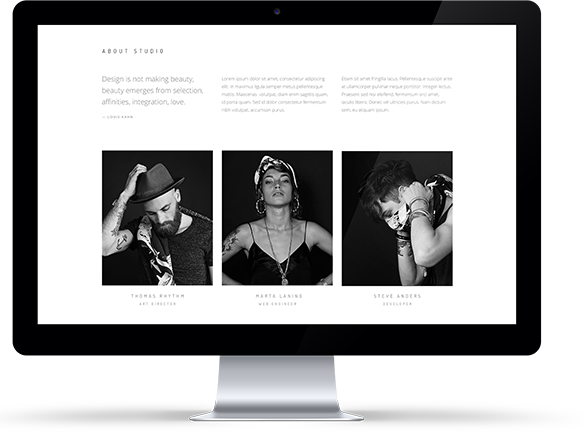 ABOUT STUDIO
Design is not making beauty,
beauty emerges from selection,
affinities, integration, love.
— LOUIS KAHN
Lorem ipsum dolor sit amet, consectetur adipiscing
elit. In maximus ligula semper metus pellentesque
mattis. Maecenas volutpat, diam enim sagittis quam,
id porta quam. Sed id dolor consectetur fermentum
nibh volutpat, accumsan purus.
Etiam sit amet fringilla lacus. Pellentesque suscipit ante
at ullamcorper pulvinar neque porttitor. Integer lectus.
Praesent sed nisi eleifend, fermentum orci amet,
iaculis libero. Donec vel ultricies purus. Nam dictum
sem, eu aliquam ipsum.
THOMAS RHYTHM
ART DIRECTOR
MARTA LANING
WEB ENGINEER
STEVE ANDERS
DEVELOPER